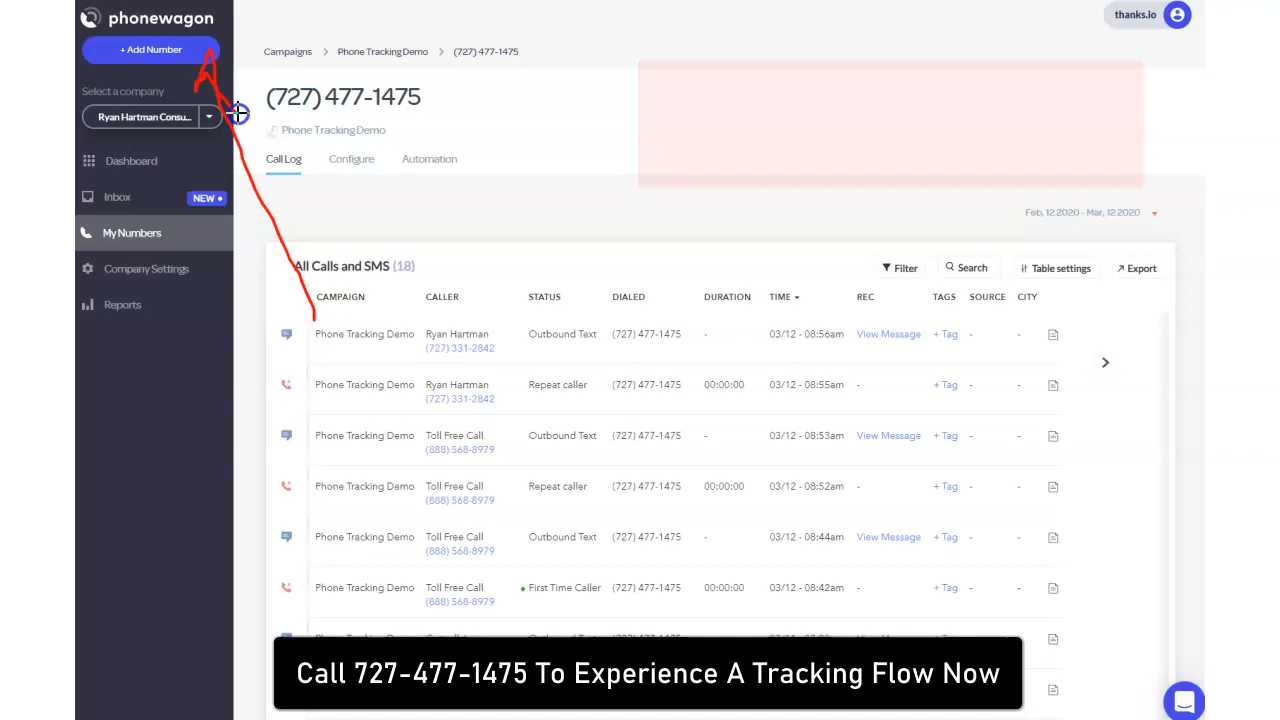 phonewagon
thanks.io
+ Add Number
Campaigns > Phone Tracking Demo > (727) 477-1475
Select a company
Ryan Hartman Consu...
(727) 477-1475
Phone Tracking Demo
Call Log Configure Automation
Dashboard
Inbox NEW
My Numbers
Company Settings
Reports
Feb, 12 2020 - Mar, 12 2020
All Calls and SMS (18)
Filter Search Table settings Export
CAMPAIGN CALLER STATUS DIALED DURATION TIME REC TAGS SOURCE CITY
Phone Tracking Demo Ryan Hartman Outbound Text (727) 477-1475 - 03/12 - 08:56am View Message + Tag - -
(727) 331-2842
Phone Tracking Demo Ryan Hartman Repeat caller (727) 477-1475 00:00:00 03/12 - 08:55am - + Tag - -
(727) 331-2842
Phone Tracking Demo Toll Free Call Outbound Text (727) 477-1475 - 03/12 - 08:53am View Message + Tag - -
(888) 568-8979
Phone Tracking Demo Toll Free Call Repeat caller (727) 477-1475 00:00:00 03/12 - 08:52am - + Tag - -
(888) 568-8979
Phone Tracking Demo Toll Free Call Outbound Text (727) 477-1475 - 03/12 - 08:44am View Message + Tag - -
(888) 568-8979
Phone Tracking Demo Toll Free Call First Time Caller (727) 477-1475 00:00:00 03/12 - 08:42am - + Tag - -
(888) 568-8979
Call 727-477-1475 To Experience A Tracking Flow Now